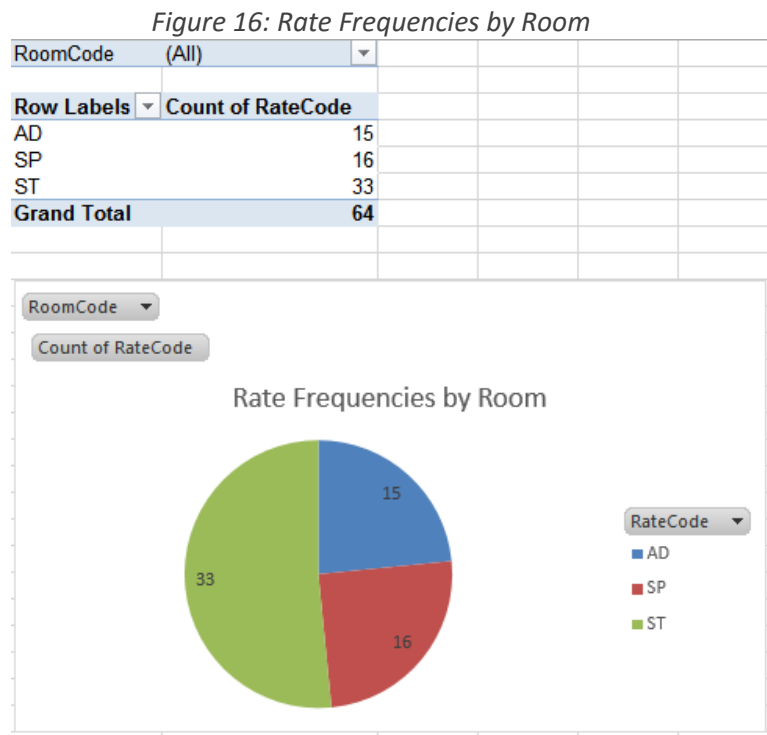 Figure 16: Rate Frequencies by Room
RoomCode (All)
Row Labels Count of RateCode
AD 15
SP 16
ST 33
Grand Total 64
RoomCode
Count of RateCode
Rate Frequencies by Room
15
33
16
RateCode
AD
SP
ST